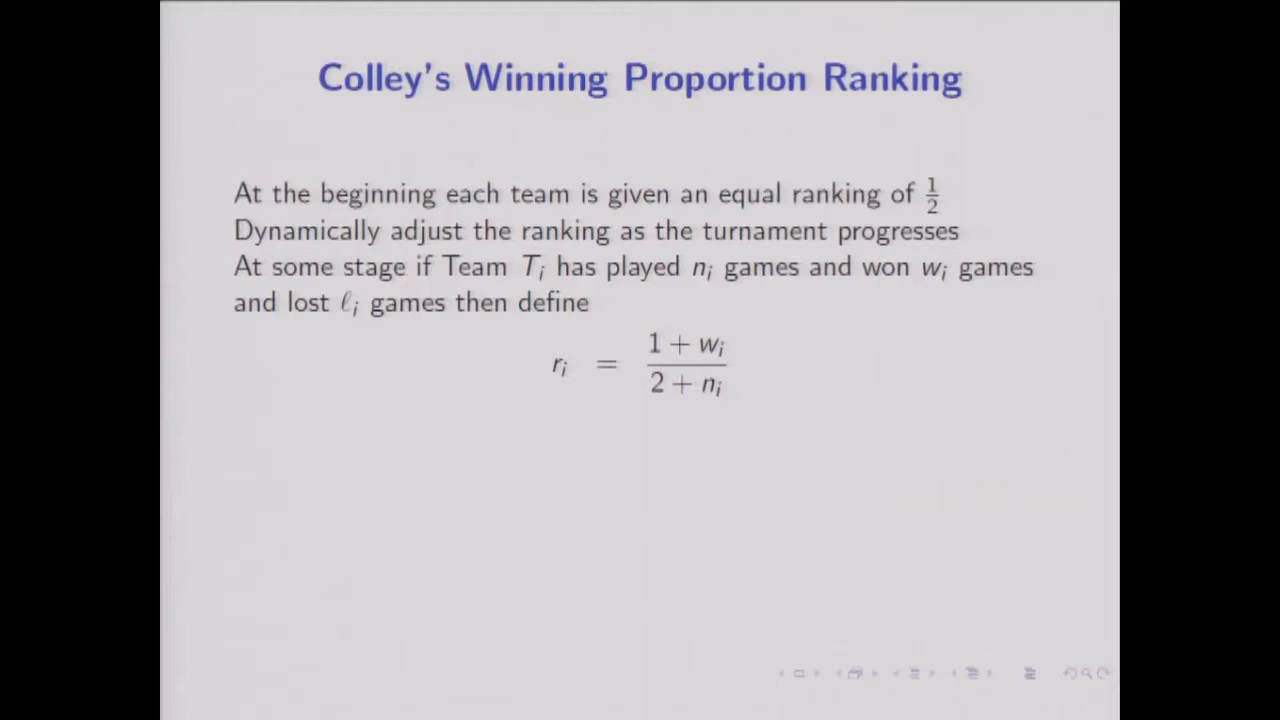 Colley's Winning Proportion Ranking
At the beginning each team is given an equal ranking of 1/2
Dynamically adjust the ranking as the turnament progresses
At some stage if Team T_i has played n_i games and won w_i games
and lost ℓ_i games then define
r_i = (1 + w_i)/(2 + n_i)